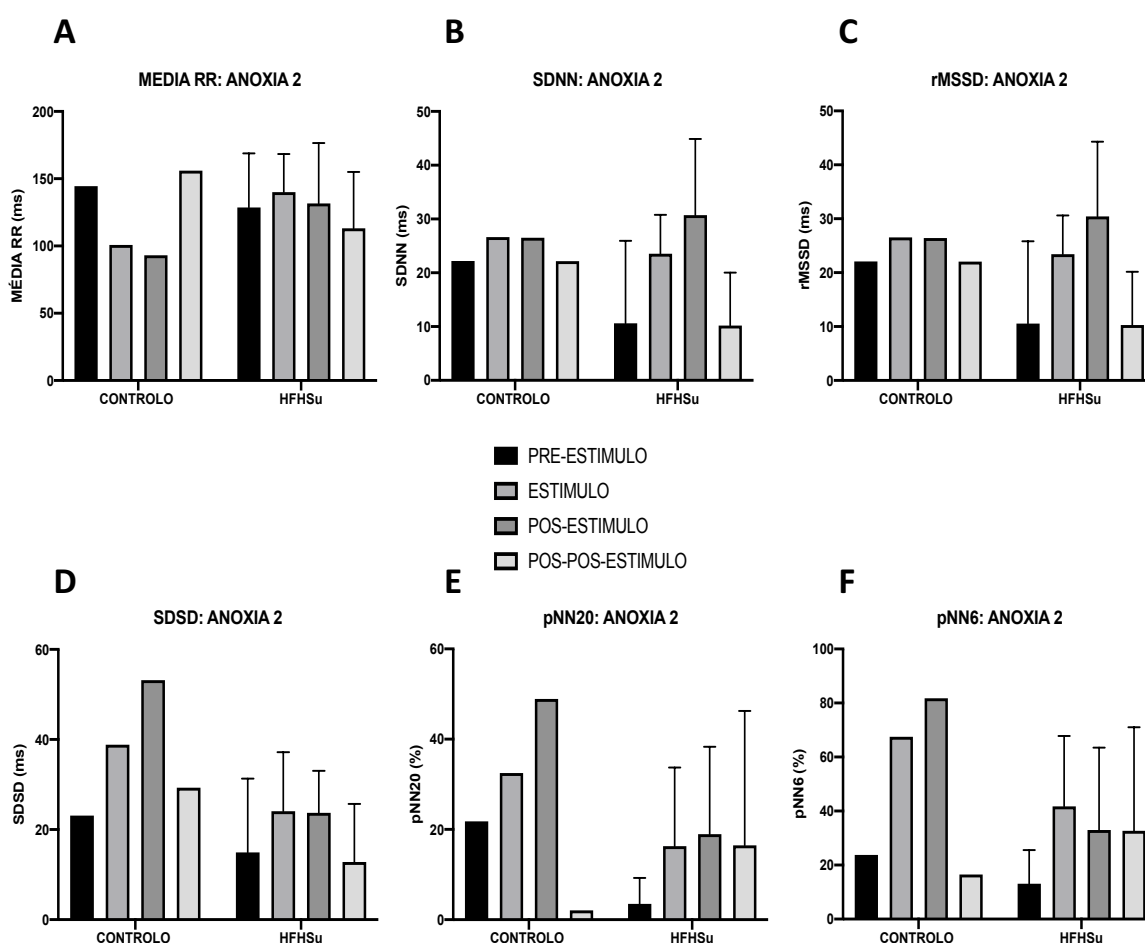 A
B
C
MEDIA RR: ANOXIA 2
SDNN: ANOXIA 2
rMSSD: ANOXIA 2
MÉDIA RR (ms)
200
150
100
50
0
CONTROLO
HFHSu
SDNN (ms)
50
40
30
20
10
0
CONTROLO
HFHSu
rMSSD (ms)
50
40
30
20
10
0
CONTROLO
HFHSu
PRE-ESTIMULO
ESTIMULO
POS-ESTIMULO
POS-POS-ESTIMULO
D
E
F
SDSD: ANOXIA 2
pNN20: ANOXIA 2
pNN6: ANOXIA 2
SDSD (ms)
60
40
20
0
CONTROLO
HFHSu
pNN20 (%)
60
40
20
0
CONTROLO
HFHSu
pNN6 (%)
100
80
60
40
20
0
CONTROLO
HFHSu